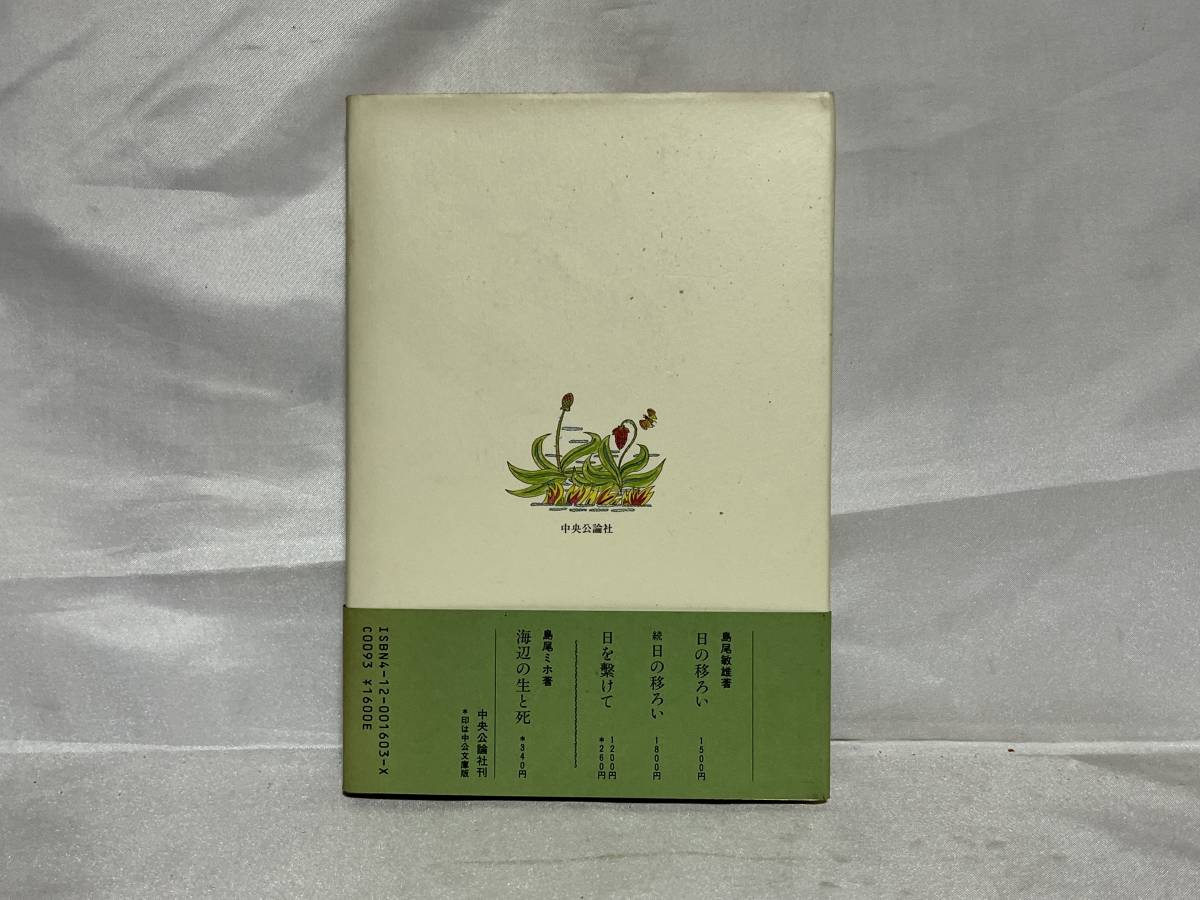 中央公論社
島尾敏雄著
日の移ろい 1500円
続 日の移ろい 1800円
日を繫けて 1200円 *260円
島尾ミホ著
海辺の生と死 *340円
中央公論社刊
*印は中公文庫版
ISBN4-12-001603-X
C0093 ¥1600E